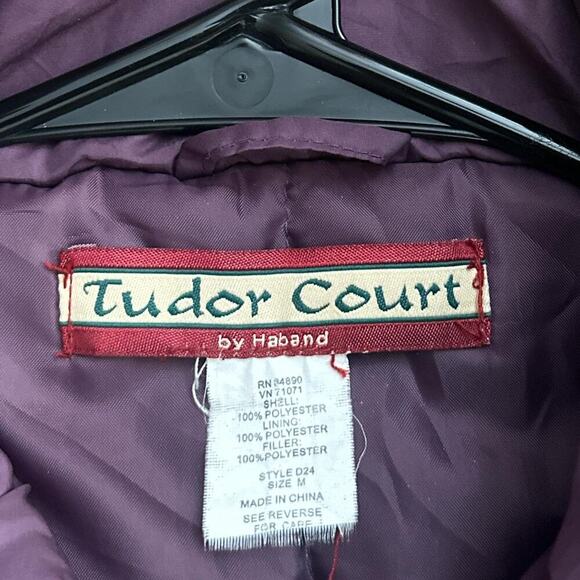 Tudor Court
by Haband
RN 84890
VN 71071
SHELL:
100% POLYESTER
LINING:
100% POLYESTER
FILLER:
100% POLYESTER
STYLE D24
SIZE M
MADE IN CHINA
SEE REVERSE
FOR CARE